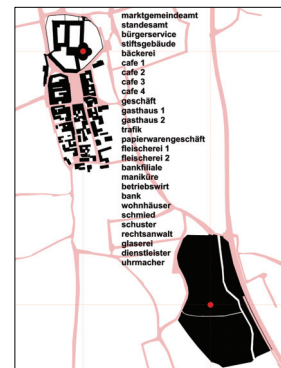 marktgemeindeamt
standesamt
bürgerservice
stiftsgebäude
bäckerei
cafe 1
cafe 2
cafe 3
cafe 4
geschäft
gasthaus 1
gasthaus 2
trafik
papierwarengeschäft
fleischerei 1
fleischerei 2
bankfiliale
maniküre
betriebswirt
bank
wohnhäuser
schmied
schuster
rechtsanwalt
glaserei
dienstleister
uhrmacher